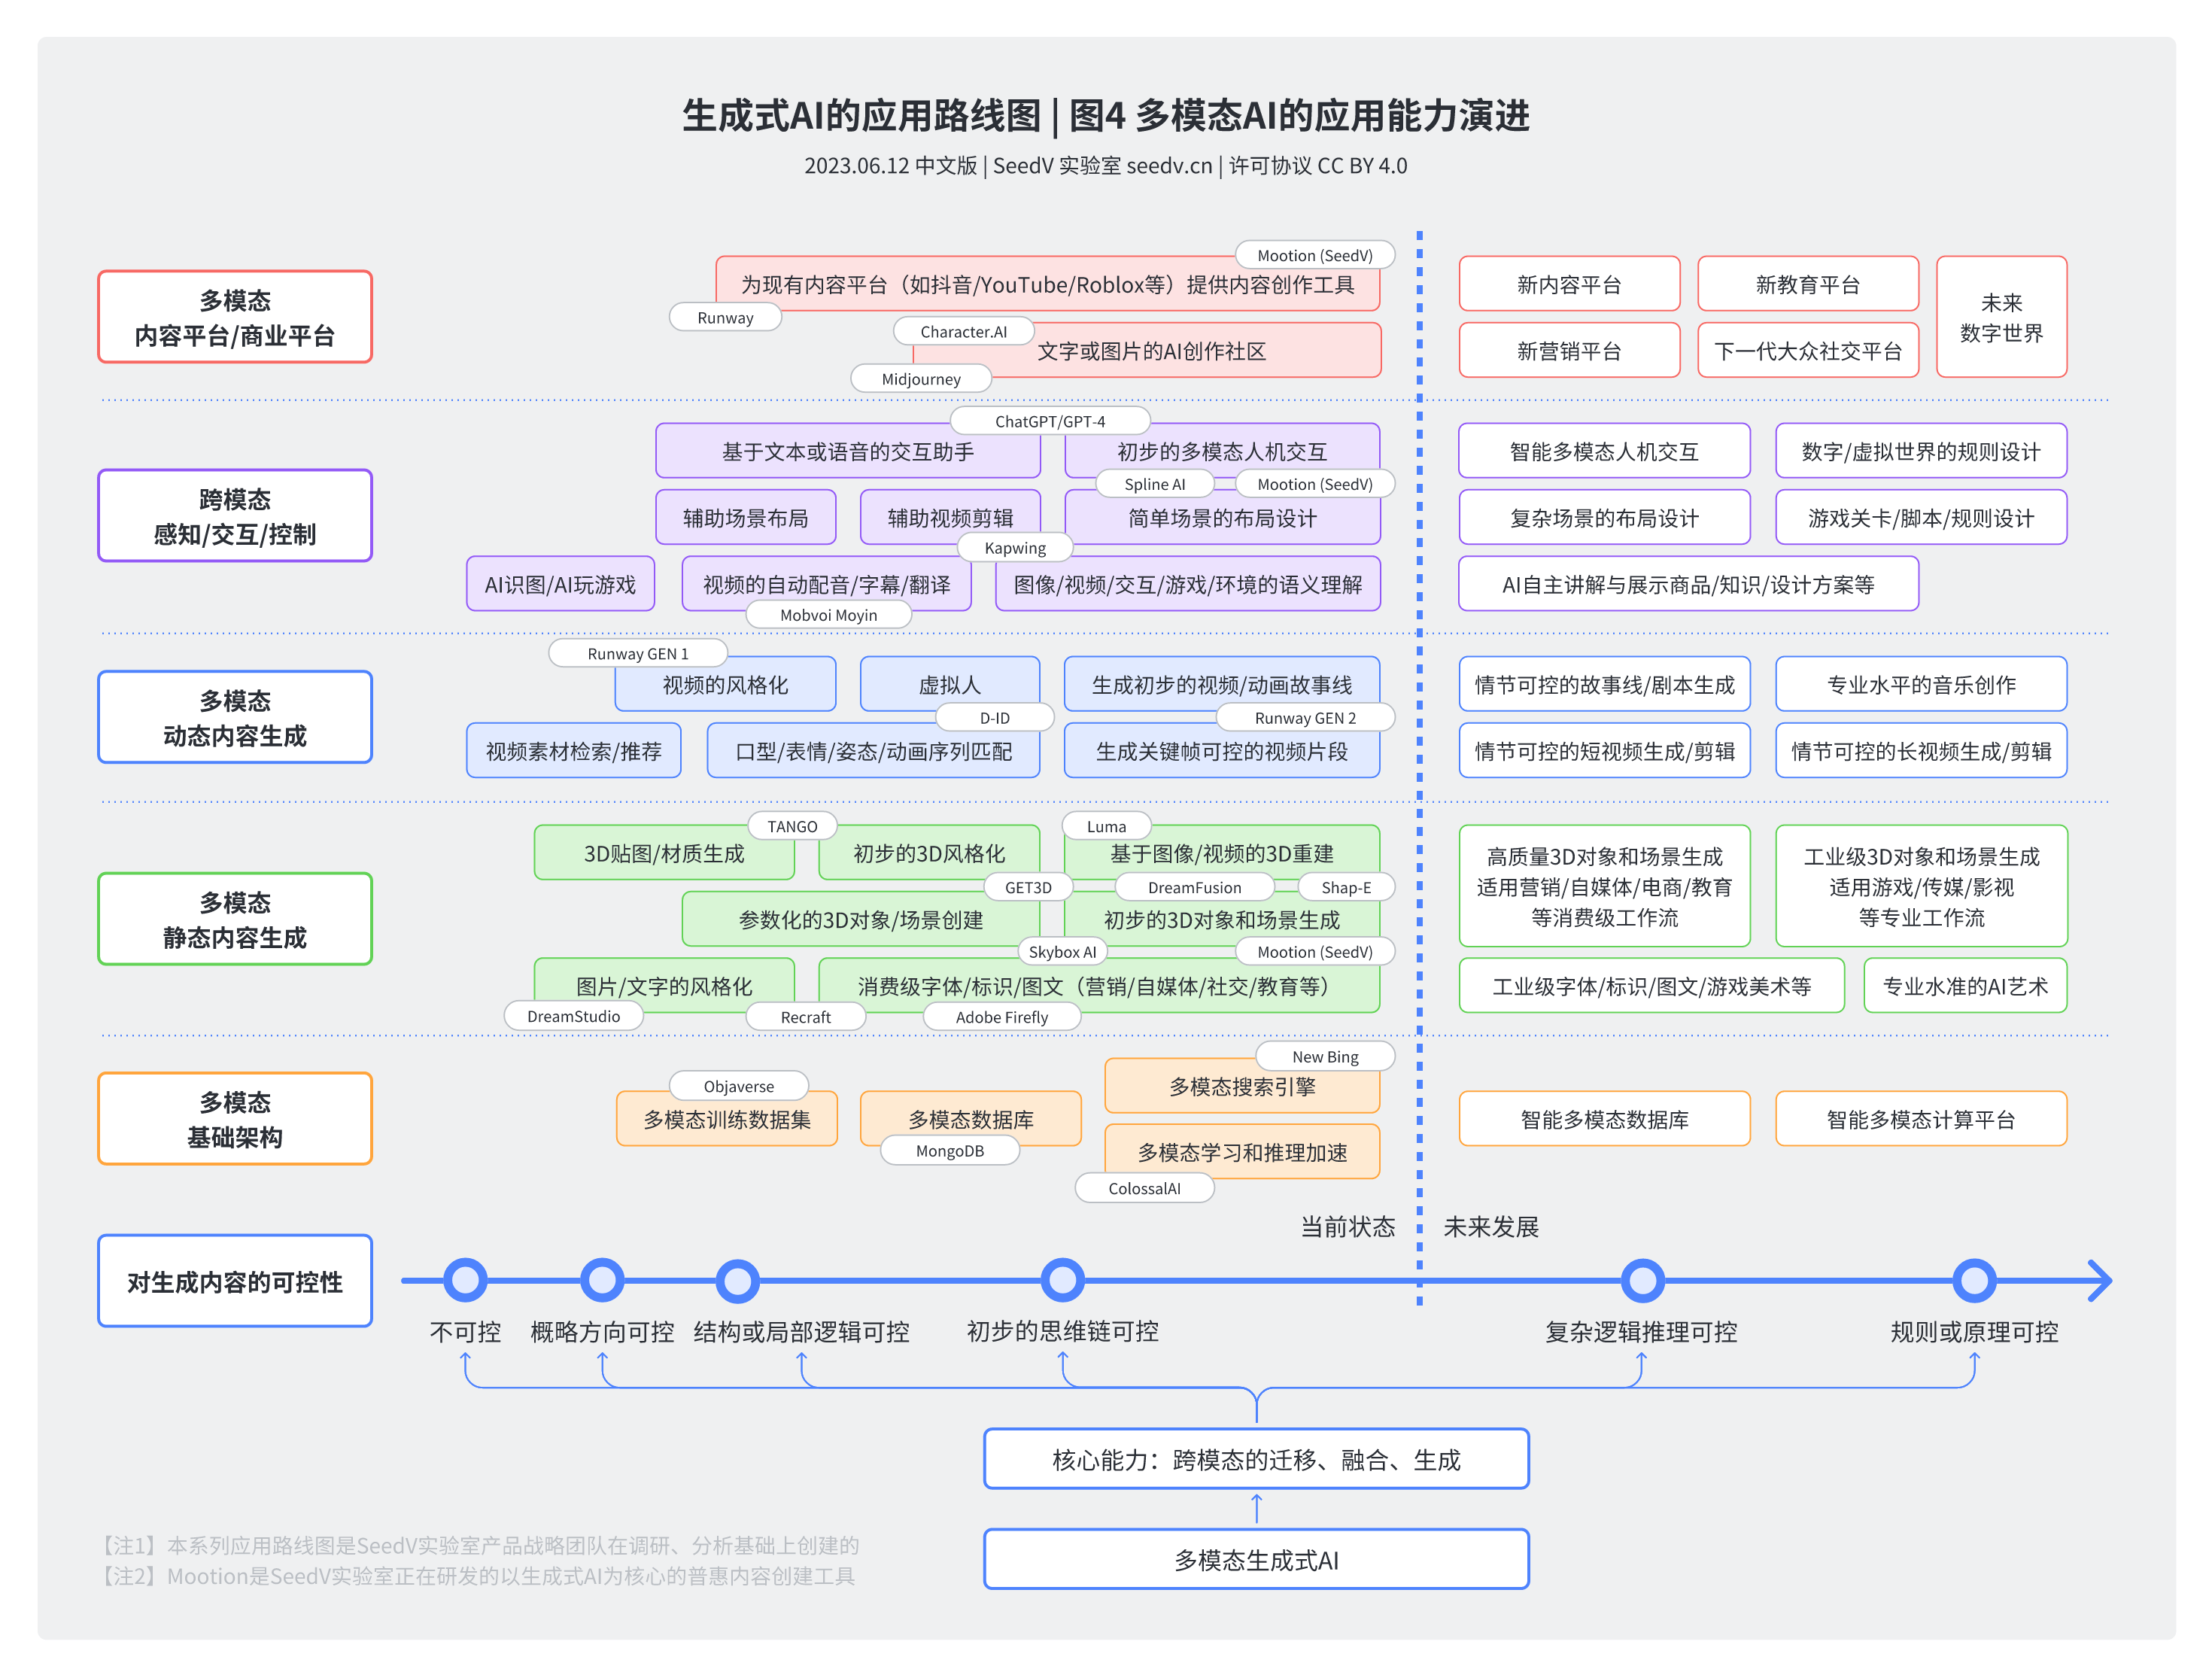 生成式AI的应用路线图 | 图4 多模态AI的应用能力演进
2023.06.12 中文版 | SeedV 实验室 seedv.cn | 许可协议 CC BY 4.0
多模态
内容平台/商业平台
Mootion (SeedV)
为现有内容平台（如抖音/YouTube/Roblox等）提供内容创作工具
Runway
Character.AI
文字或图片的AI创作社区
Midjourney
新内容平台
新教育平台
未来
数字世界
新营销平台
下一代大众社交平台
跨模态
感知/交互/控制
ChatGPT/GPT-4
基于文本或语音的交互助手
初步的多模态人机交互
Spline AI
Mootion (SeedV)
辅助场景布局
辅助视频剪辑
简单场景的布局设计
Kapwing
AI识图/AI玩游戏
视频的自动配音/字幕/翻译
图像/视频/交互/游戏/环境的语义理解
Mobvoi Moyin
智能多模态人机交互
数字/虚拟世界的规则设计
复杂场景的布局设计
游戏关卡/脚本/规则设计
AI自主讲解与展示商品/知识/设计方案等
多模态
动态内容生成
Runway GEN 1
视频的风格化
虚拟人
生成初步的视频/动画故事线
D-ID
Runway GEN 2
视频素材检索/推荐
口型/表情/姿态/动画序列匹配
生成关键帧可控的视频片段
情节可控的故事线/剧本生成
专业水平的音乐创作
情节可控的短视频生成/剪辑
情节可控的长视频生成/剪辑
多模态
静态内容生成
TANGO
Luma
3D贴图/材质生成
初步的3D风格化
基于图像/视频的3D重建
GET3D
DreamFusion
Shap-E
参数化的3D对象/场景创建
初步的3D对象和场景生成
Skybox AI
Mootion (SeedV)
图片/文字的风格化
消费级字体/标识/图文（营销/自媒体/社交/教育等）
DreamStudio
Recraft
Adobe Firefly
高质量3D对象和场景生成
适用营销/自媒体/电商/教育
等消费级工作流
工业级3D对象和场景生成
适用游戏/传媒/影视
等专业工作流
工业级字体/标识/图文/游戏美术等
专业水准的AI艺术
多模态
基础架构
New Bing
Objaverse
多模态搜索引擎
多模态训练数据集
多模态数据库
MongoDB
多模态学习和推理加速
ColossalAI
智能多模态数据库
智能多模态计算平台
当前状态
未来发展
对生成内容的可控性
不可控
概略方向可控
结构或局部逻辑可控
初步的思维链可控
复杂逻辑推理可控
规则或原理可控
核心能力：跨模态的迁移、融合、生成
多模态生成式AI
【注1】本系列应用路线图是SeedV实验室产品战略团队在调研、分析基础上创建的
【注2】Mootion是SeedV实验室正在研发的以生成式AI为核心的普惠内容创建工具